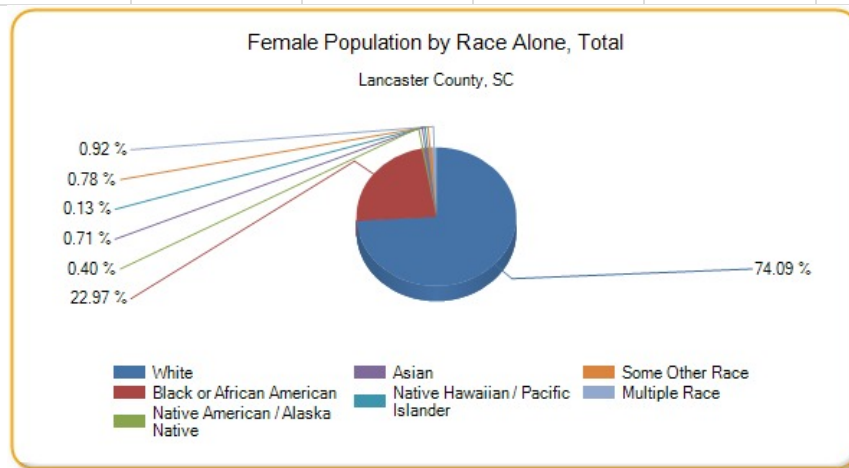 Female Population by Race Alone, Total
Lancaster County, SC
0.92 %
0.78 %
0.13 %
0.71 %
0.40 %
22.97 %
74.09 %
White
Black or African American
Native American / Alaska
Native
Asian
Native Hawaiian / Pacific
Islander
Some Other Race
Multiple Race